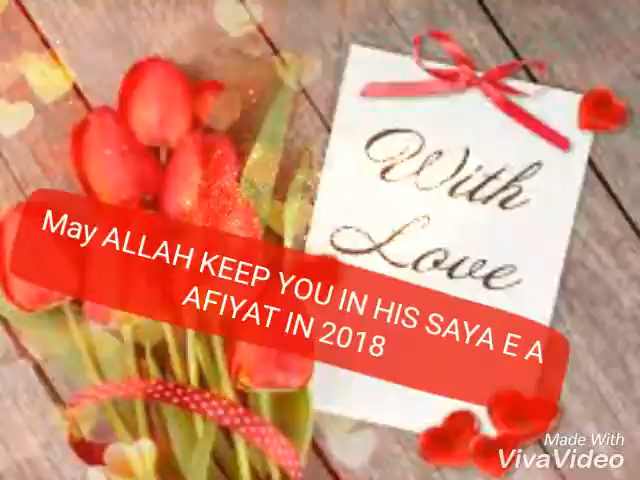 With
Love
May ALLAH KEEP YOU IN HIS SAYA E A
AFIYAT IN 2018
Made With
VivaVideo